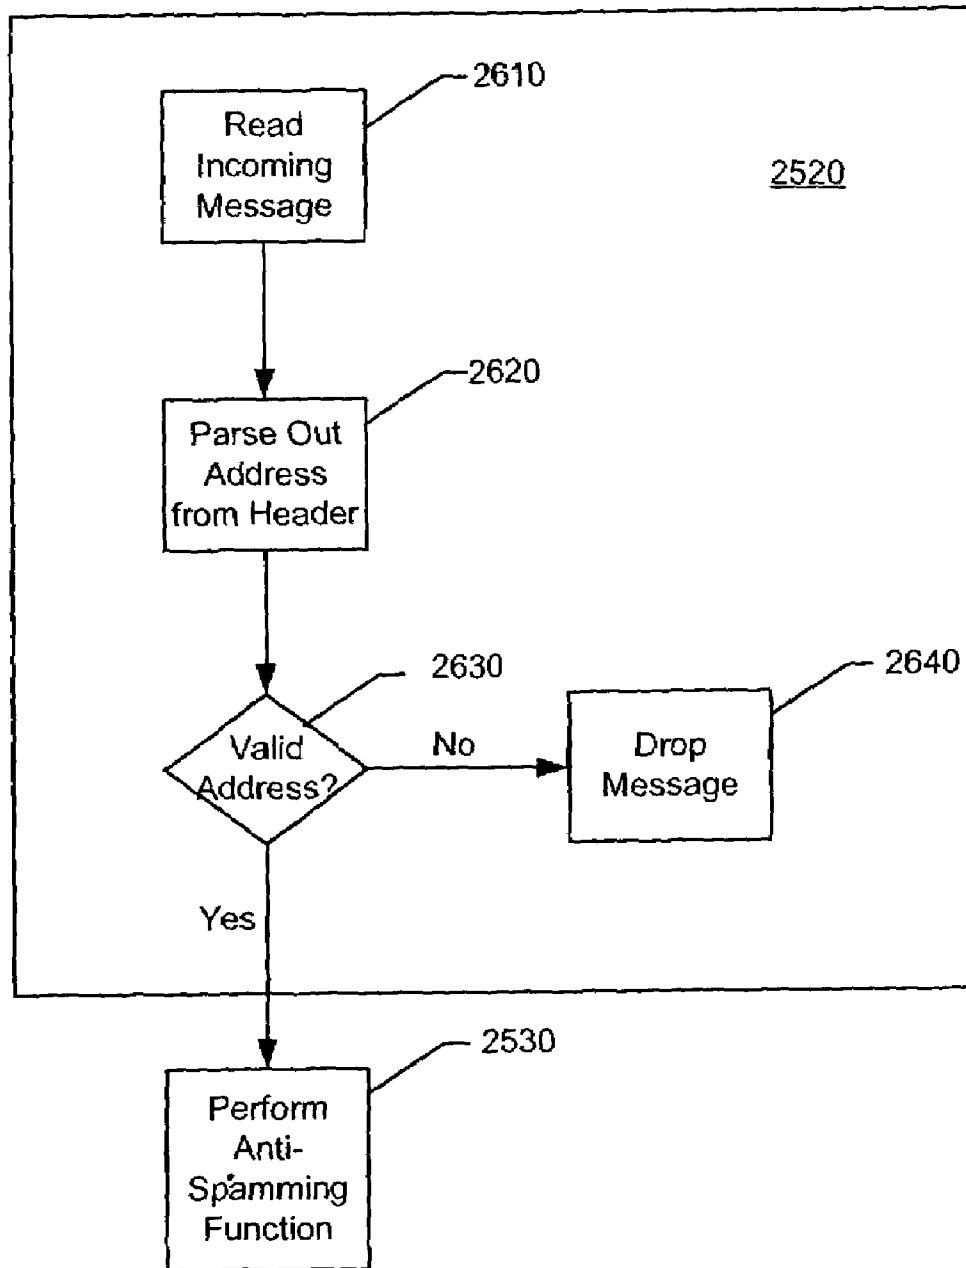 2610
Read
Incoming
Message
2520
2620
Parse Out
Address
from Header
2630
Valid
Address?
No
2640
Drop
Message
Yes
2530
Perform
Anti-
Spamming
Function